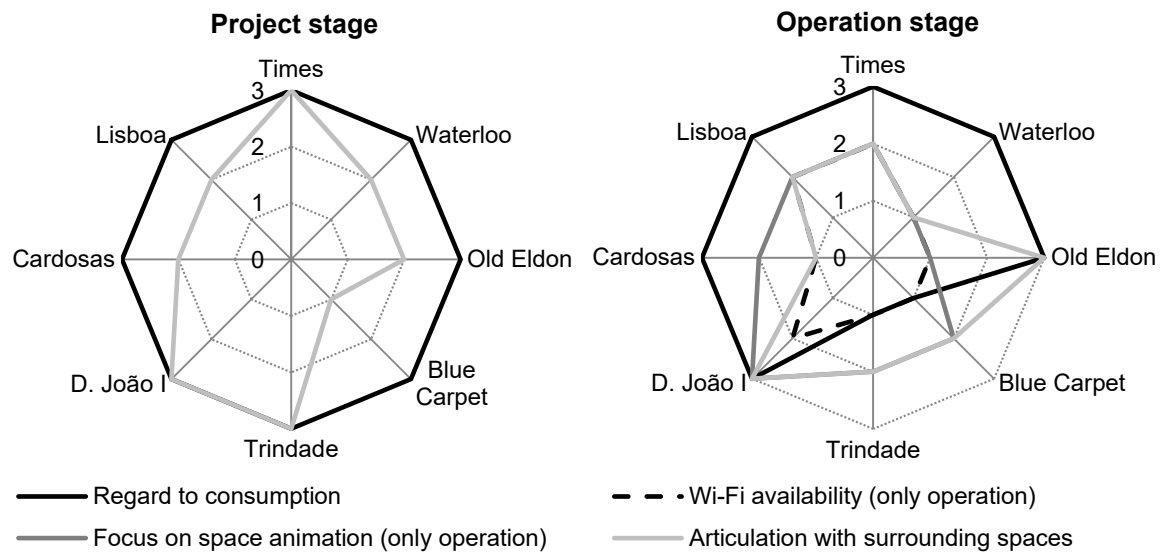 Project stage
Times
3
Lisboa
Waterloo
2
1
Cardosas
0
Old Eldon
D. João I
Blue
Carpet
Trindade
Operation stage
Times
3
Lisboa
Waterloo
2
1
Cardosas
0
Old Eldon
D. João I
Blue Carpet
Trindade
Regard to consumption
Wi-Fi availability (only operation)
Focus on space animation (only operation)
Articulation with surrounding spaces